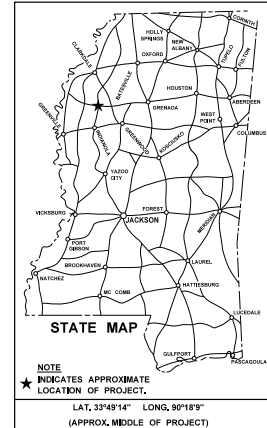 CORINTH
HOLLY
SPRINGS
NEW
ALBANY
CLARKSDALE
OXFORD
TUPELO
FULTON
BATESVILLE
HOUSTON
ABERDEEN
GREENVILLE
GRENADA
WEST
POINT
COLUMBUS
INDIANOLA
GREENWOOD
KOSCIUSKO
YAZOO
CITY
VICKSBURG
FOREST
JACKSON
MERIDIAN
PORT
GIBSON
BROOKHAVEN
LAUREL
NATCHEZ
MC COMB
HATTIESBURG
STATE MAP
LUCEDALE
GULFPORT
PASCAGOULA
NOTE
INDICATES APPROXIMATE
LOCATION OF PROJECT.
LAT. 33°49'14" LONG. 90°18'9"
(APPROX. MIDDLE OF PROJECT)